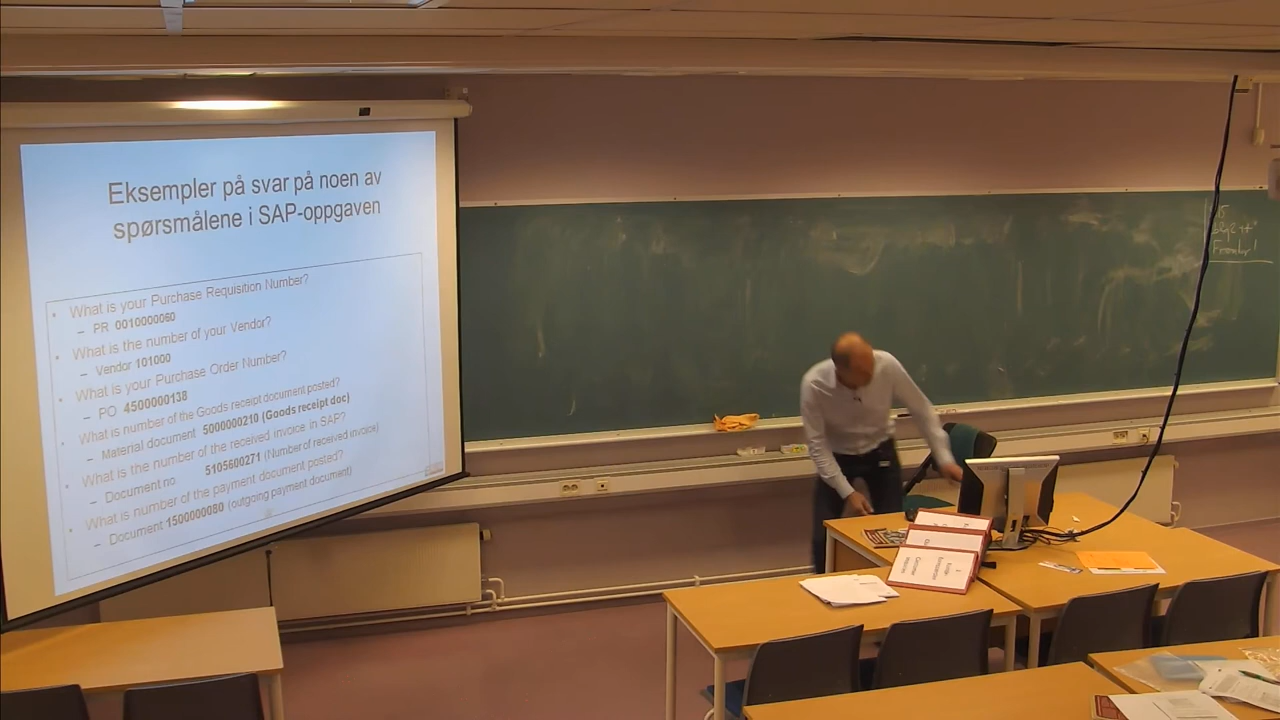 Eksempler på svar på noen av
spørsmålene i SAP-oppgaven
• What is your Purchase Requisition Number?
– PR 0010000060
• What is the number of your Vendor?
– Vendor 101000
• What is your Purchase Order Number?
– PO 4500000138
• What is number of the Goods receipt document posted?
– Material document 5000000210 (Goods receipt doc)
• What is the number of the received invoice in SAP?
– Document no 5105600271 (Number of received invoice)
• What is number of the payment document posted?
– Document 1500000080 (outgoing payment document)